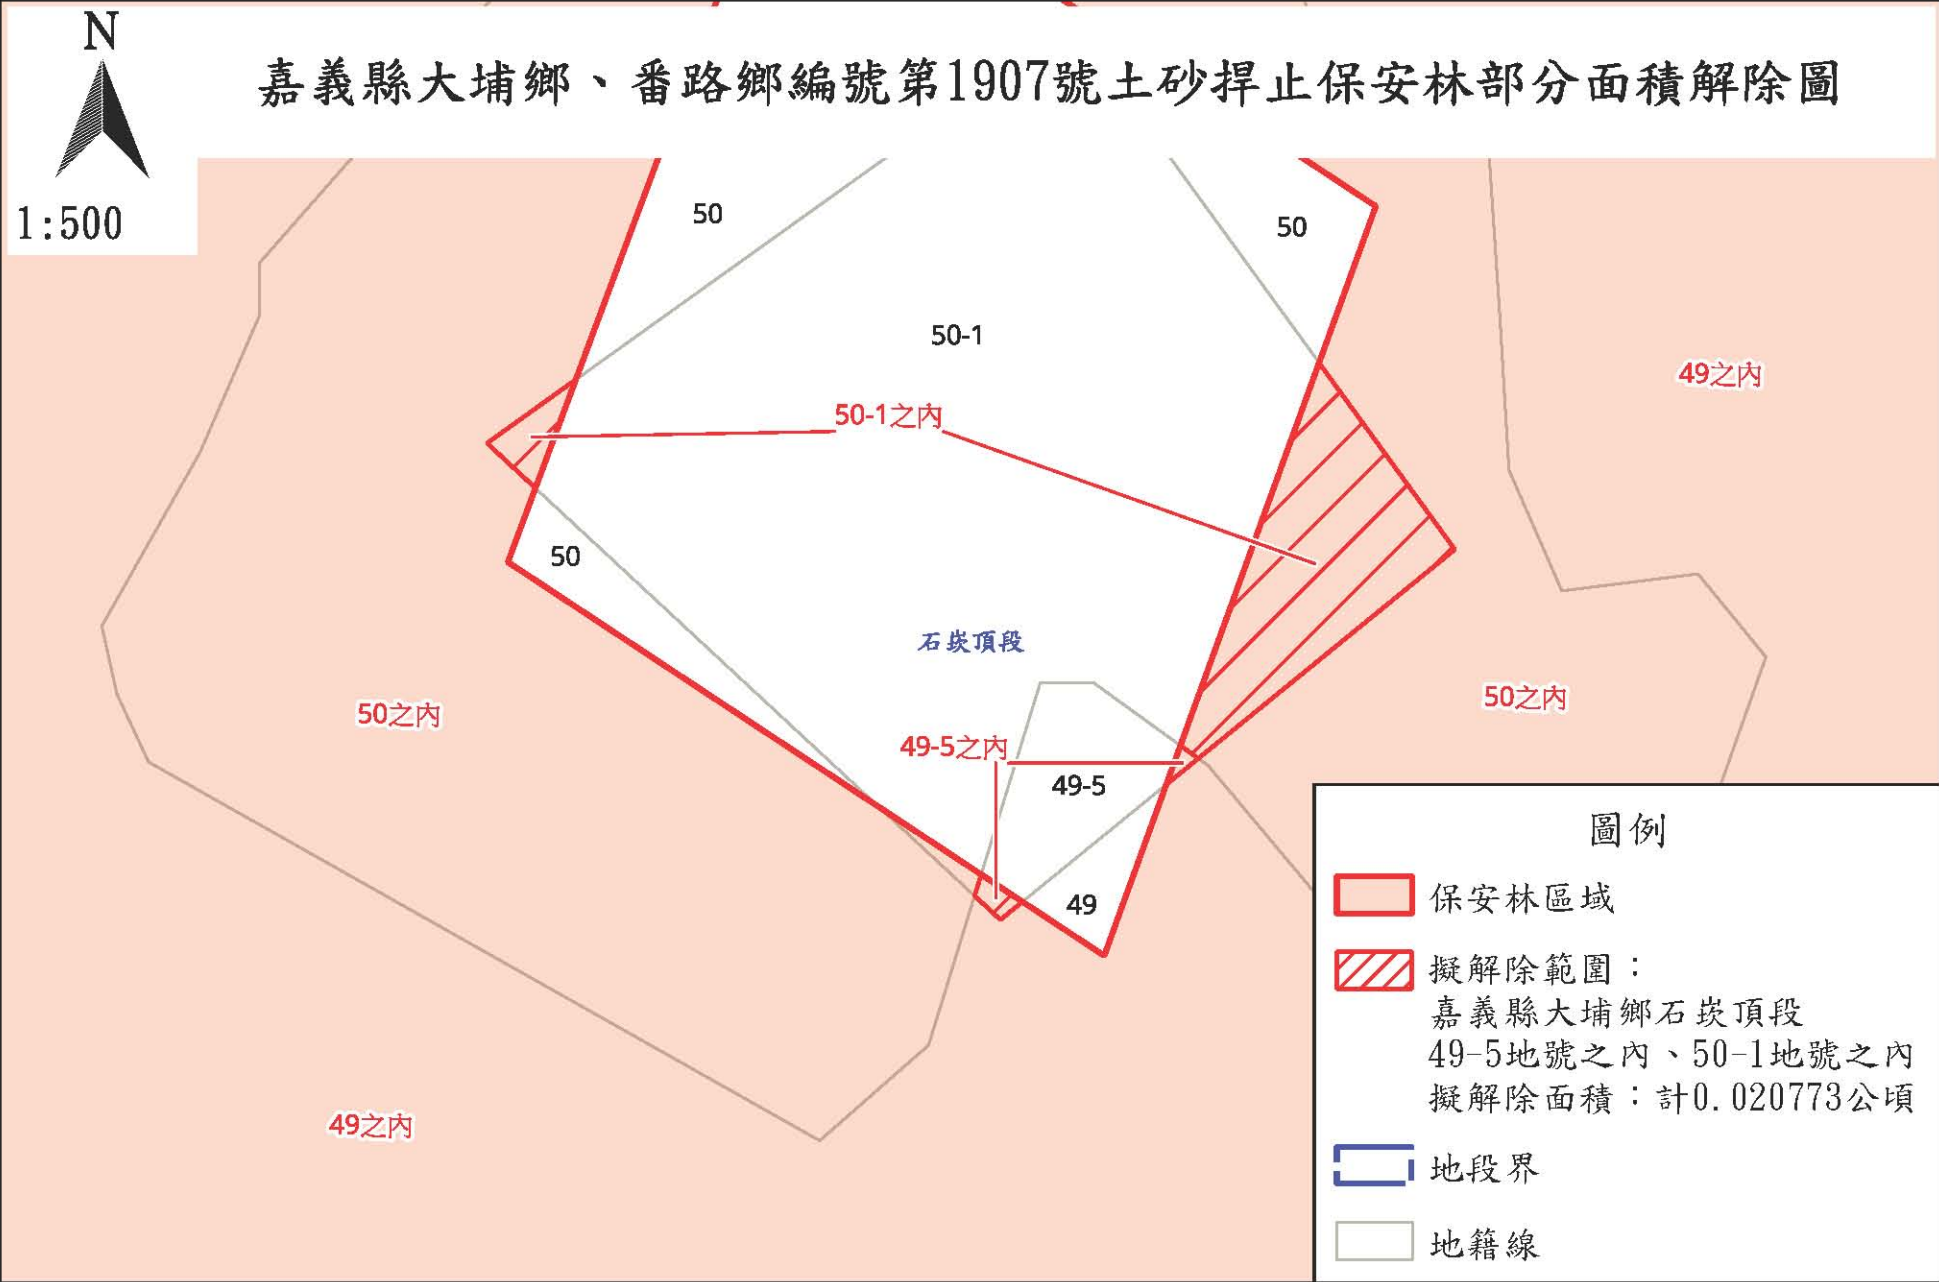 N
嘉義縣大埔鄉、番路鄉編號第1907號土砂捍止保安林部分面積解除圖
1:500
50
50
50-1
49之內
50-1之內
50
石崁頂段
50之內
50之內
49-5之內
49-5
49
49之內
圖例
保安林區域
擬解除範圍：
嘉義縣大埔鄉石崁頂段
49-5地號之內、50-1地號之內
擬解除面積：計0.020773公頃
地段界
地籍線